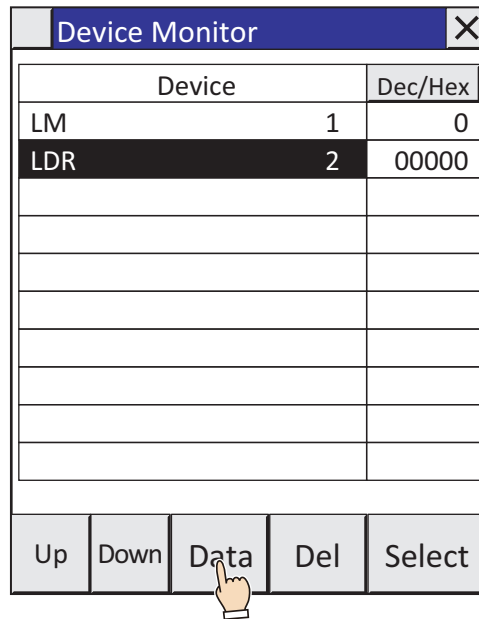 Device Monitor ×
Device Dec/Hex
LM 1 0
LDR 2 00000
Up Down Data Del Select